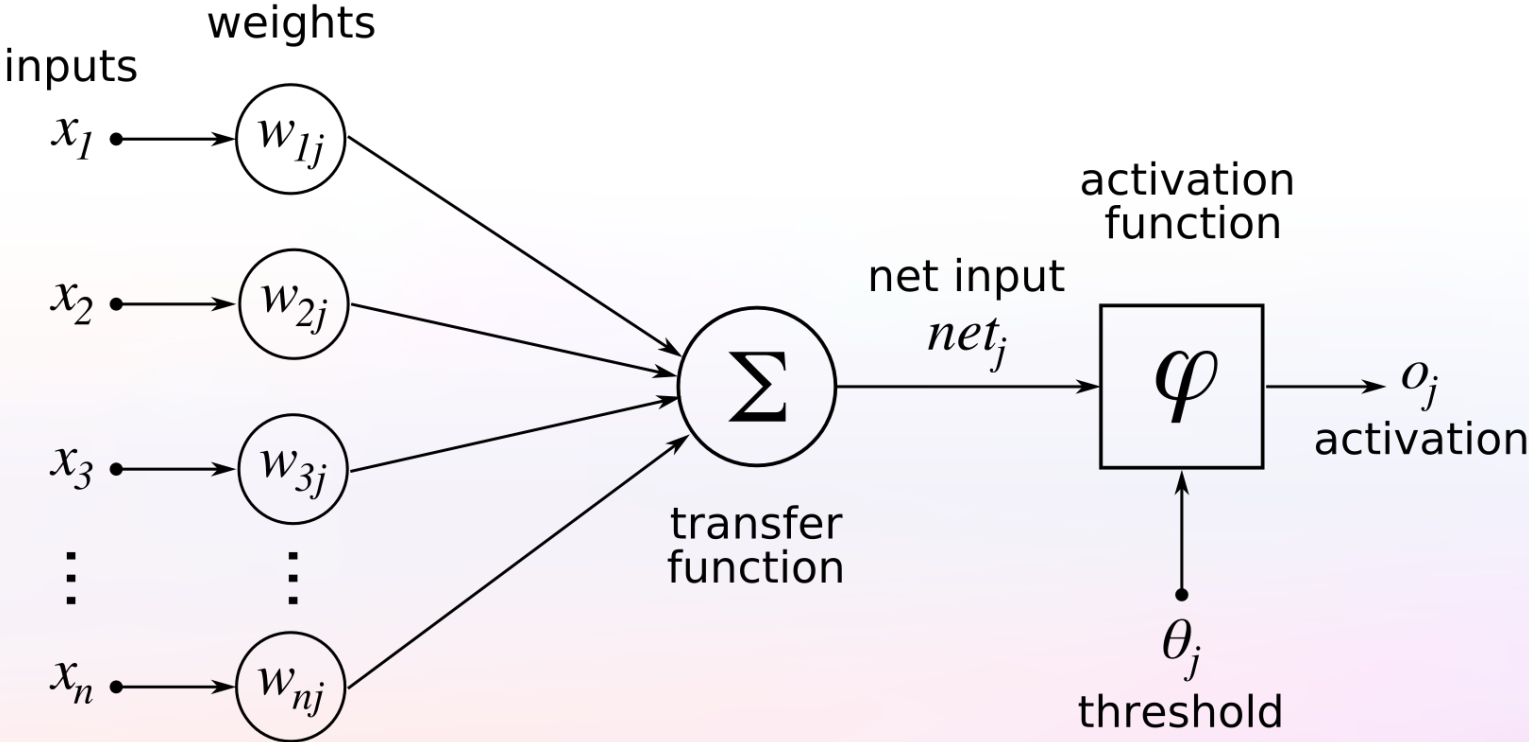 weights
inputs
x₁
w₁ⱼ
x₂
w₂ⱼ
x₃
w₃ⱼ
⋮
⋮
xₙ
wₙⱼ
Σ
transfer
function
net input
netⱼ
activation
function
φ
oⱼ
activation
θⱼ
threshold